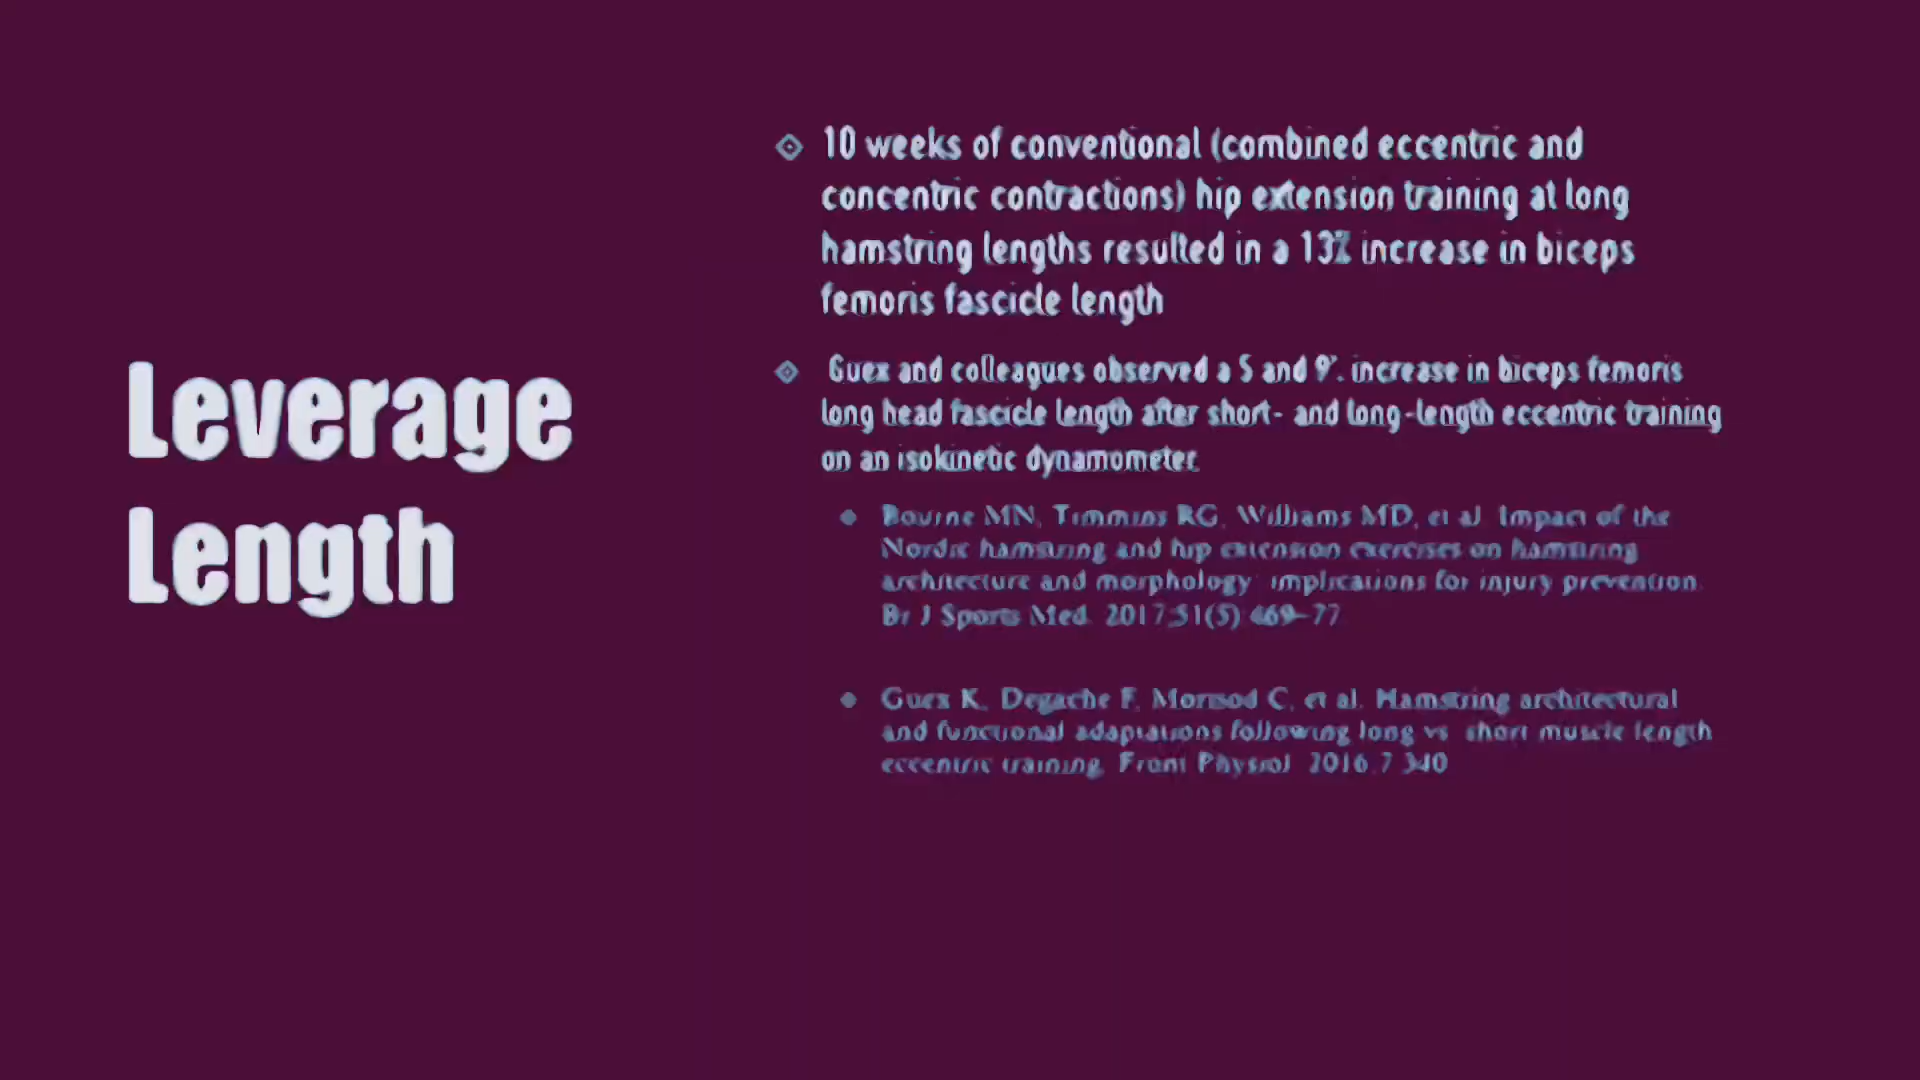 Leverage
Length
10 weeks of conventional (combined eccentric and
concentric contractions) hip extension training at long
hamstring lengths resulted in a 13% increase in biceps
femoris fascicle length
Guex and colleagues observed a 5 and 9% increase in biceps femoris
long head fascicle length after short- and long-length eccentric training
on an isokinetic dynamometer.
Bourne MN, Timmins RG, Williams MD, et al. Impact of the
Nordic hamstring and hip extension exercises on hamstring
architecture and morphology: implications for injury prevention.
Br J Sports Med. 2017;51(5):469–77.
Guex K, Degache F, Morisod C, et al. Hamstring architectural
and functional adaptations following long vs. short muscle length
eccentric training. Front Physiol. 2016;7:340